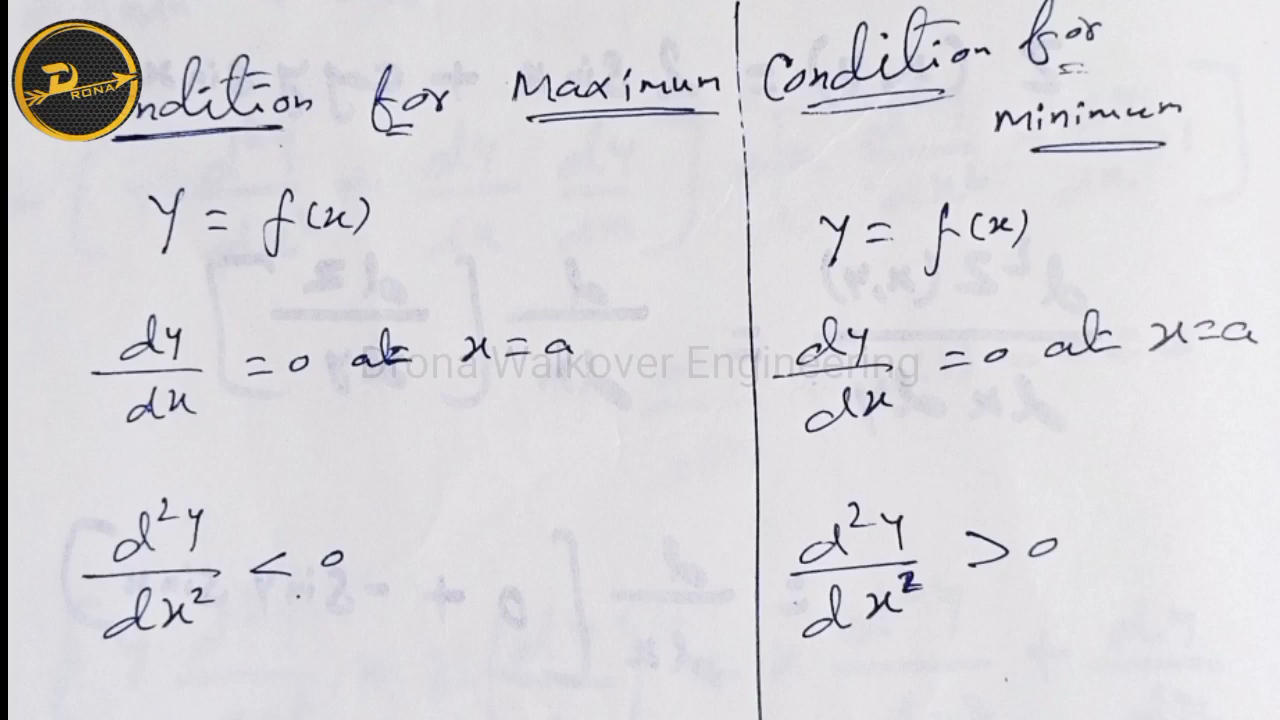 DRONA
ndition for Maximum
Y = f(x)
dy/dx = 0 at x = a
d²y/dx² < 0
Condition for
Minimum
Y = f(x)
dy/dx = 0 at x = a
d²y/dx² > 0
Drona Walkover Engineering